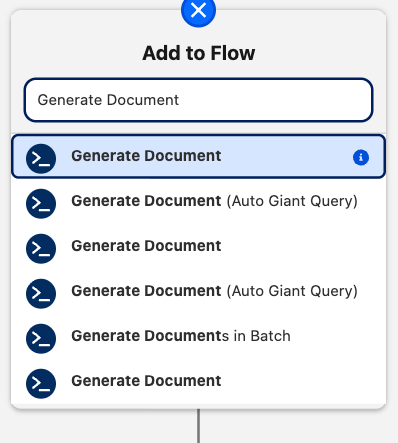 Add to Flow
Generate Document
Generate Document
Generate Document (Auto Giant Query)
Generate Document
Generate Document (Auto Giant Query)
Generate Documents in Batch
Generate Document